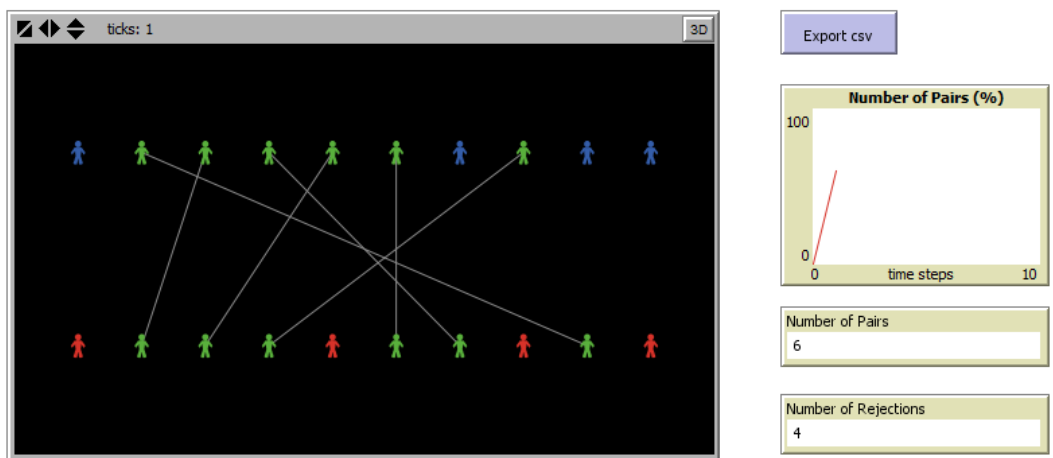 ticks: 1
3D
Export csv
Number of Pairs (%)
100
0
0 time steps 10
Number of Pairs
6
Number of Rejections
4